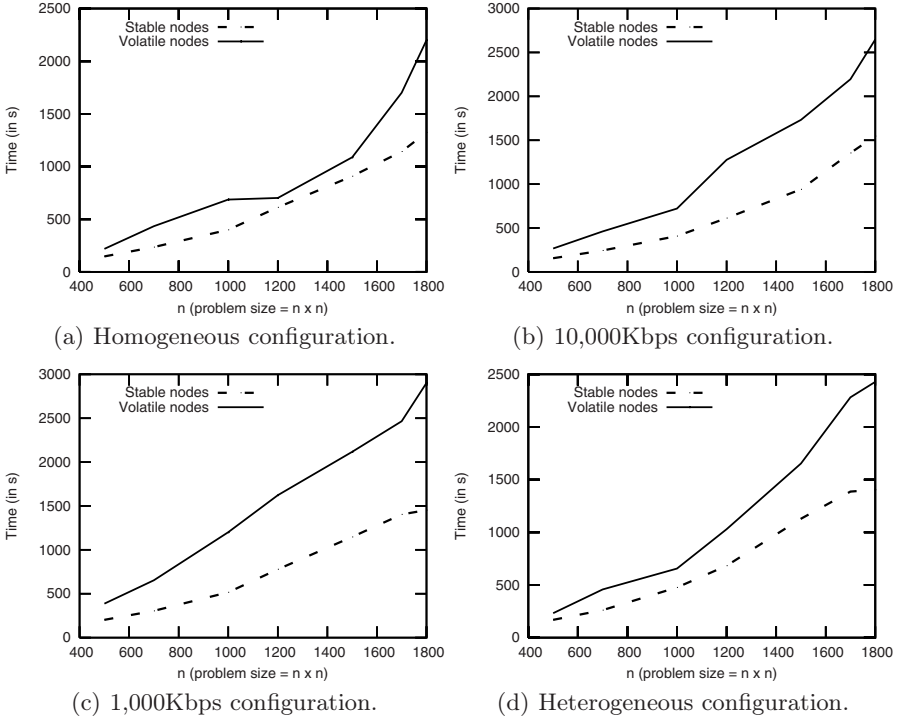 Stable nodes
Volatile nodes
2500
2000
1500
1000
500
0
Time (in s)
400 600 800 1000 1200 1400 1600 1800
n (problem size = n x n)
(a) Homogeneous configuration.
Stable nodes
Volatile nodes
3000
2500
2000
1500
1000
500
0
Time (in s)
400 600 800 1000 1200 1400 1600 1800
n (problem size = n x n)
(b) 10,000Kbps configuration.
Stable nodes
Volatile nodes
3000
2500
2000
1500
1000
500
0
Time (in s)
400 600 800 1000 1200 1400 1600 1800
n (problem size = n x n)
(c) 1,000Kbps configuration.
Stable nodes
Volatile nodes
2500
2000
1500
1000
500
0
Time (in s)
400 600 800 1000 1200 1400 1600 1800
n (problem size = n x n)
(d) Heterogeneous configuration.